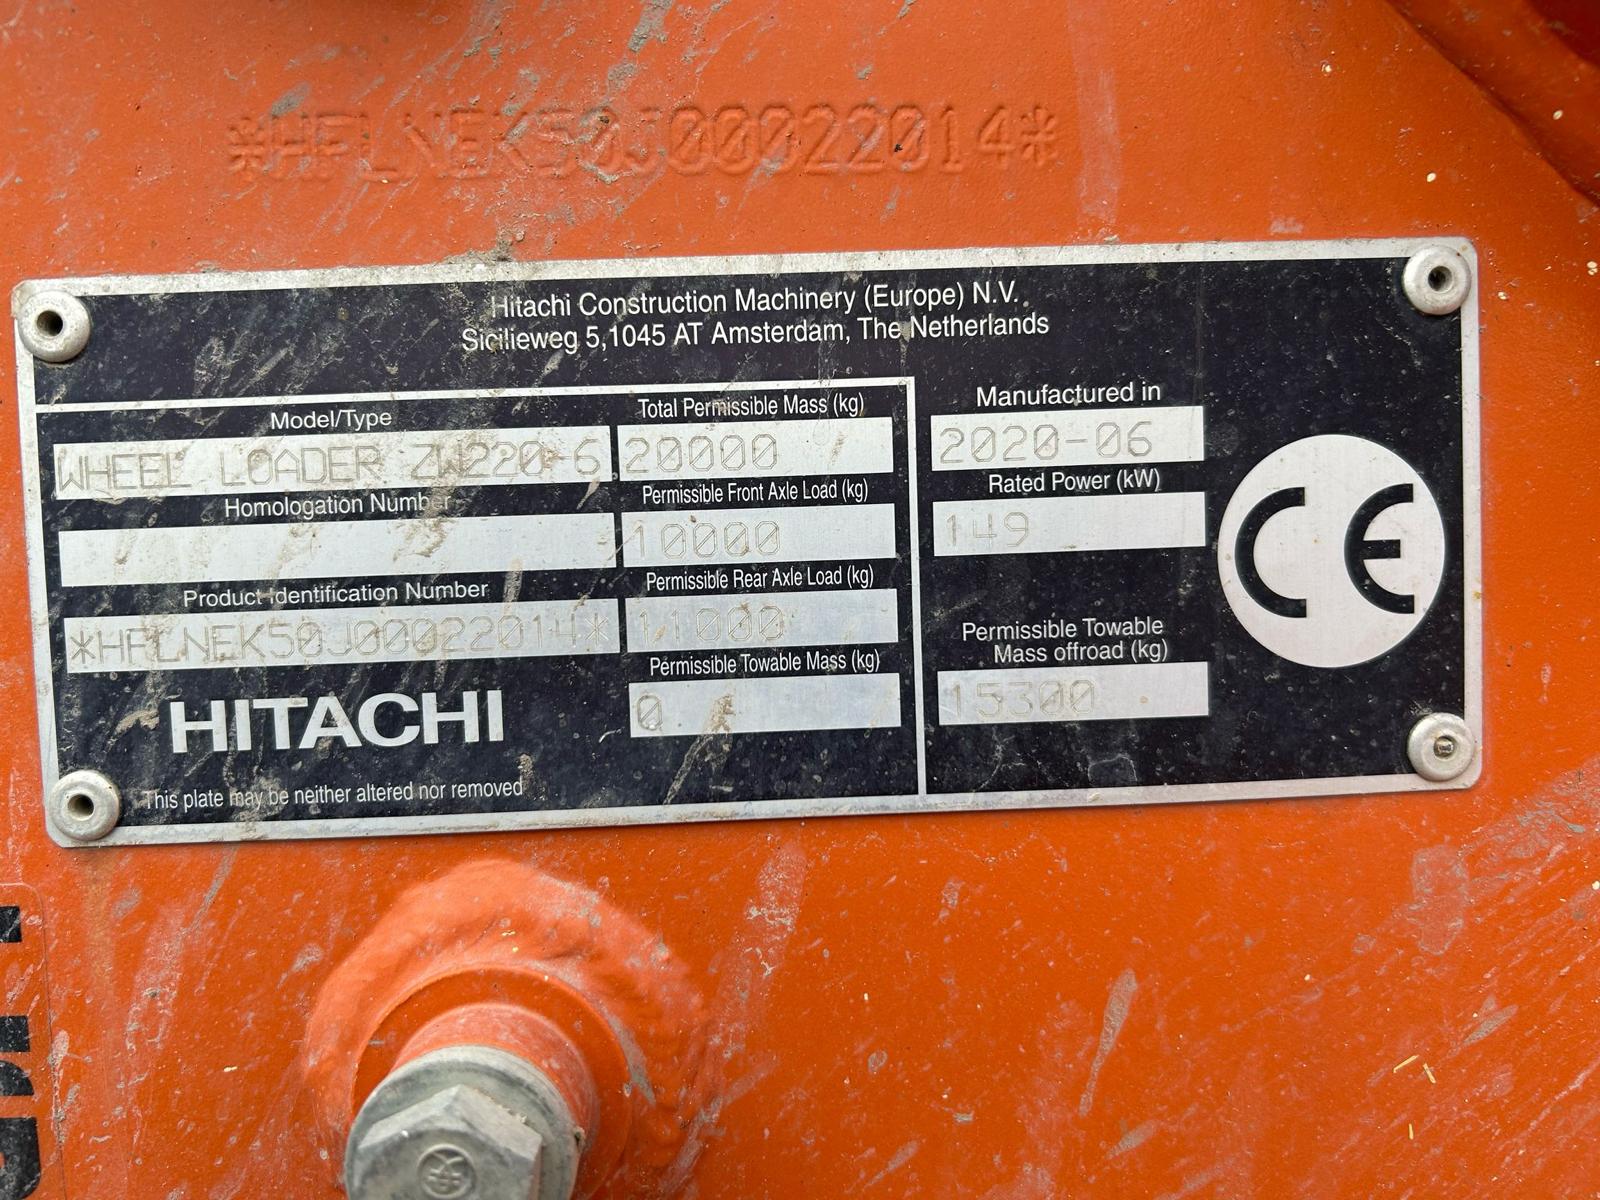 *HFLNEK50J00022014*
Hitachi Construction Machinery (Europe) N.V.
Sicilieweg 5,1045 AT Amsterdam, The Netherlands
Model/Type
WHEEL LOADER ZW220-6
Homologation Number
Product Identification Number
*HFLNEK50J00022014*
HITACHI
This plate may be neither altered nor removed
Total Permissible Mass (kg)
20000
Permissible Front Axle Load (kg)
10000
Permissible Rear Axle Load (kg)
11000
Permissible Towable Mass (kg)
0
Manufactured in
2020-06
Rated Power (kW)
149
Permissible Towable
Mass offroad (kg)
15300
CE